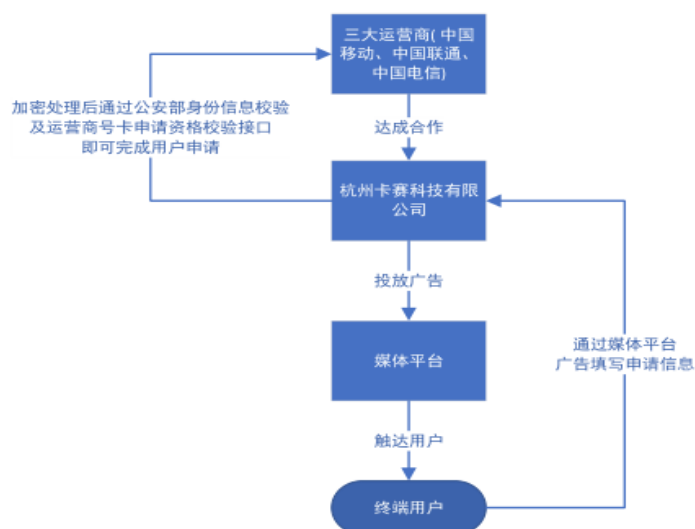 三大运营商( 中国
移动、中国联通、
中国电信)
加密处理后通过公安部身份信息校验
及运营商号卡申请资格校验接口
即可完成用户申请
达成合作
杭州卡赛科技有限
公司
投放广告
媒体平台
通过媒体平台
广告填写申请信息
触达用户
终端用户